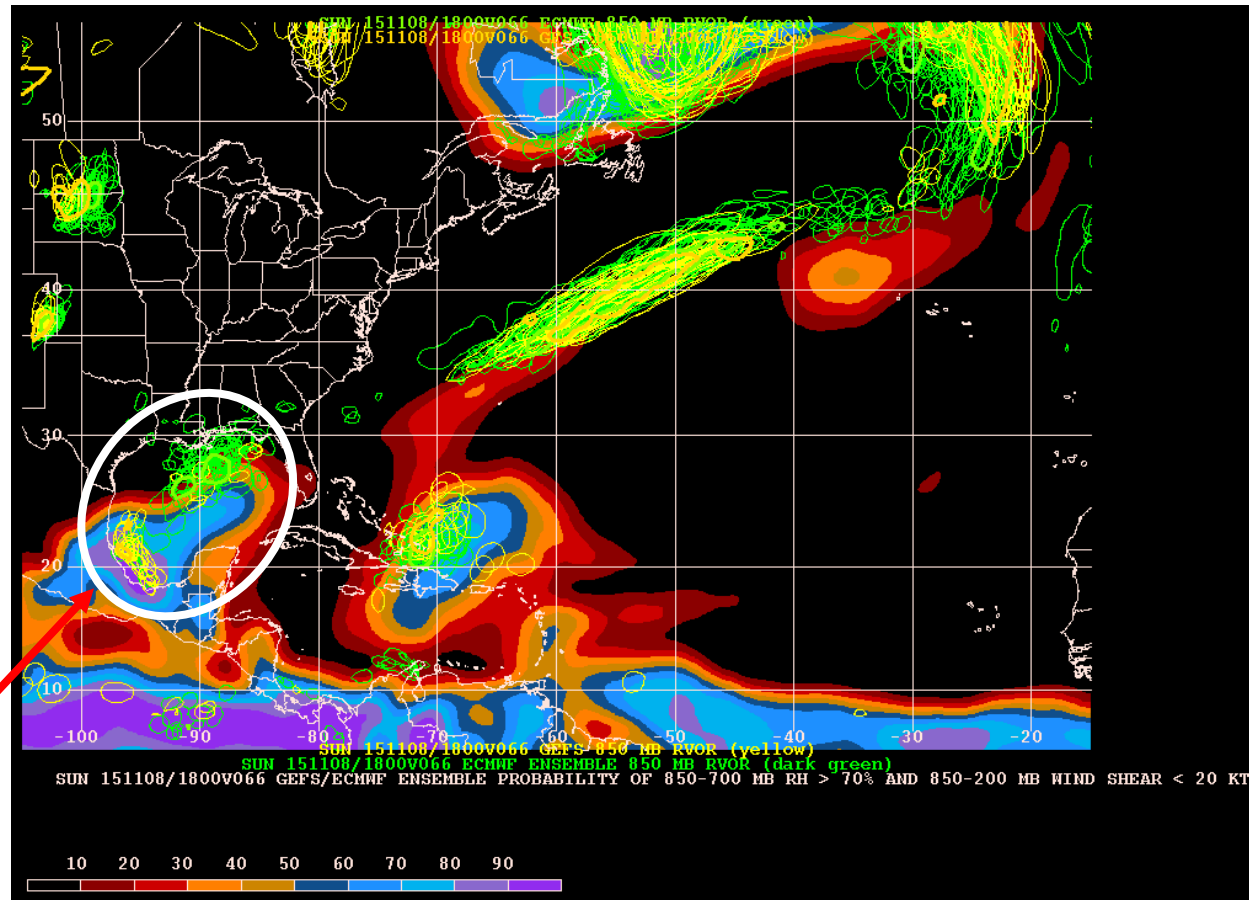 SUN 151108/1800V066 ECMWF 850 MB RVOR (green)
SUN 151108/1800V066 GEFS 850 MB RVOR (yellow)
50
40
30
20
10
-100 -90 -80 -70 -60 -50 -40 -30 -20
SUN 151108/1800V066 GEFS 850 MB RVOR (yellow)
SUN 151108/1800V066 ECMWF ENSEMBLE 850 MB RVOR (dark green)
SUN 151108/1800V066 GEFS/ECMWF ENSEMBLE PROBABILITY OF 850-700 MB RH > 70% AND 850-200 MB WIND SHEAR < 20 KT
10 20 30 40 50 60 70 80 90